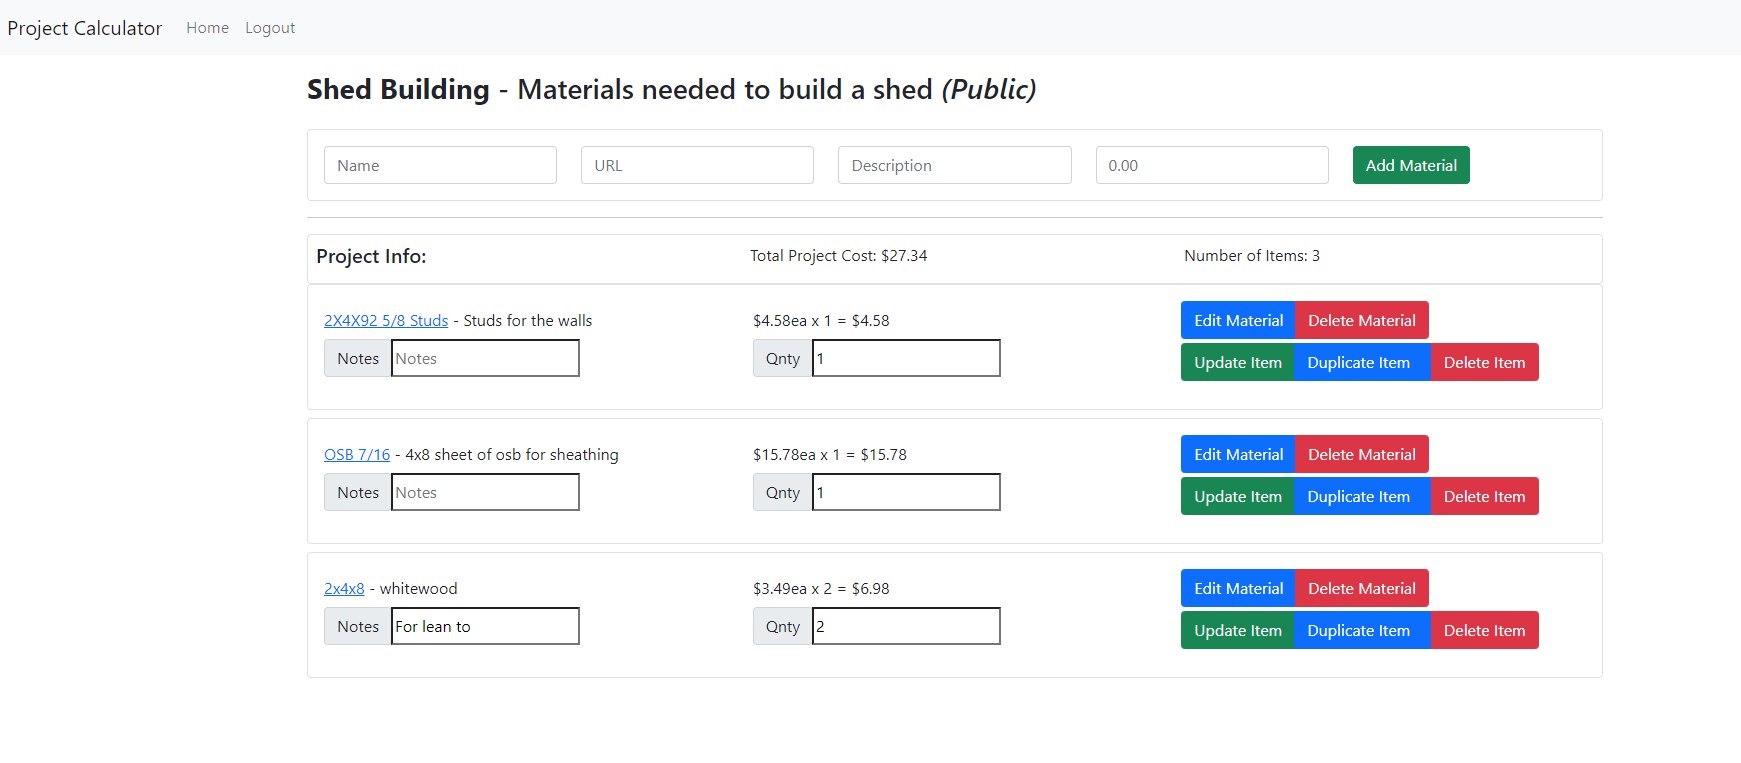 Project Calculator Home Logout
Shed Building - Materials needed to build a shed (Public)
Name URL Description 0.00 Add Material
Project Info: Total Project Cost: $27.34 Number of Items: 3
2X4X92 5/8 Studs - Studs for the walls $4.58ea x 1 = $4.58 Edit Material Delete Material
Notes Notes Qnty 1 Update Item Duplicate Item Delete Item
OSB 7/16 - 4x8 sheet of osb for sheathing $15.78ea x 1 = $15.78 Edit Material Delete Material
Notes Notes Qnty 1 Update Item Duplicate Item Delete Item
2x4x8 - whitewood $3.49ea x 2 = $6.98 Edit Material Delete Material
Notes For lean to Qnty 2 Update Item Duplicate Item Delete Item